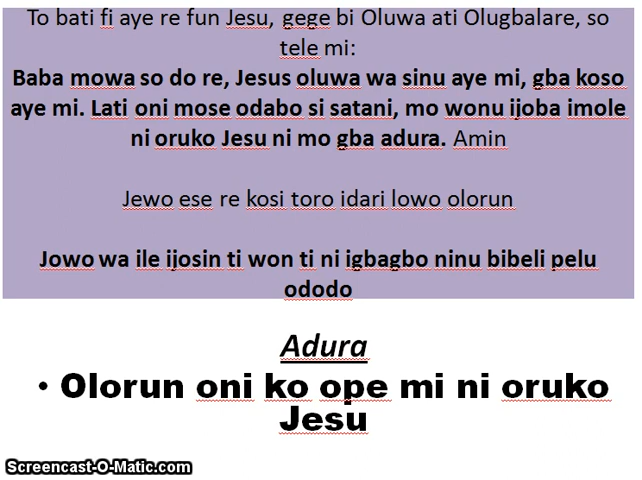 To bati fi aye re fun Jesu, gege bi Oluwa ati Olugbalare, so
tele mi:
Baba mowa so do re, Jesus oluwa wa sinu aye mi, gba koso
aye mi. Lati oni mose odabo si satani, mo wonu ijoba imole
ni oruko Jesu ni mo gba adura. Amin
Jewo ese re kosi toro idari lowo olorun
Jowo wa ile ijosin ti won ti ni igbagbo ninu bibeli pelu
ododo
Adura
• Olorun oni ko ope mi ni oruko
Jesu
Screencast-O-Matic.com